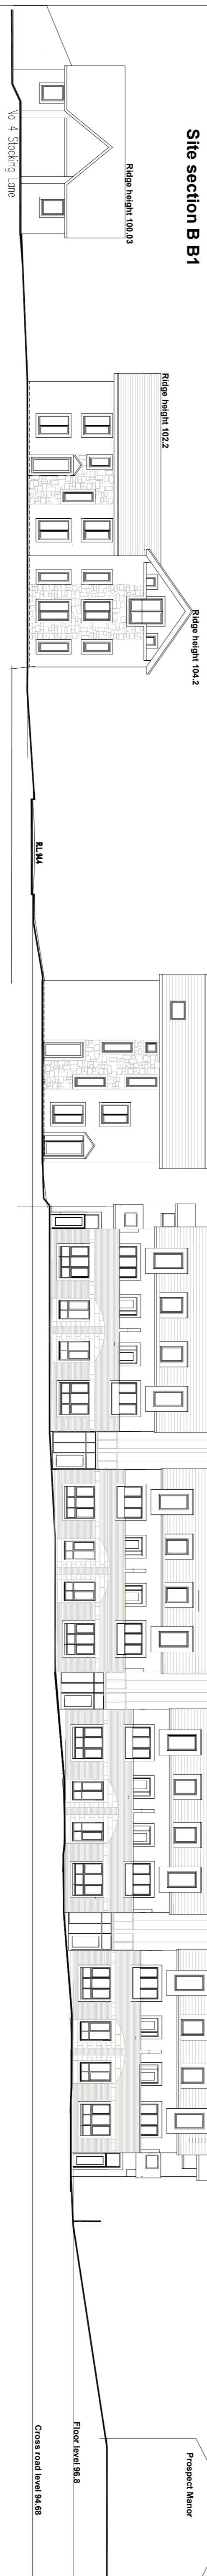 Site section B B1
Ridge height 100.03
No 4 Stocking Lane
Ridge height 102.2
Ridge height 104.2
R.L. 94.4
Prospect Manor
Floor level 96.8
Cross road level 94.68